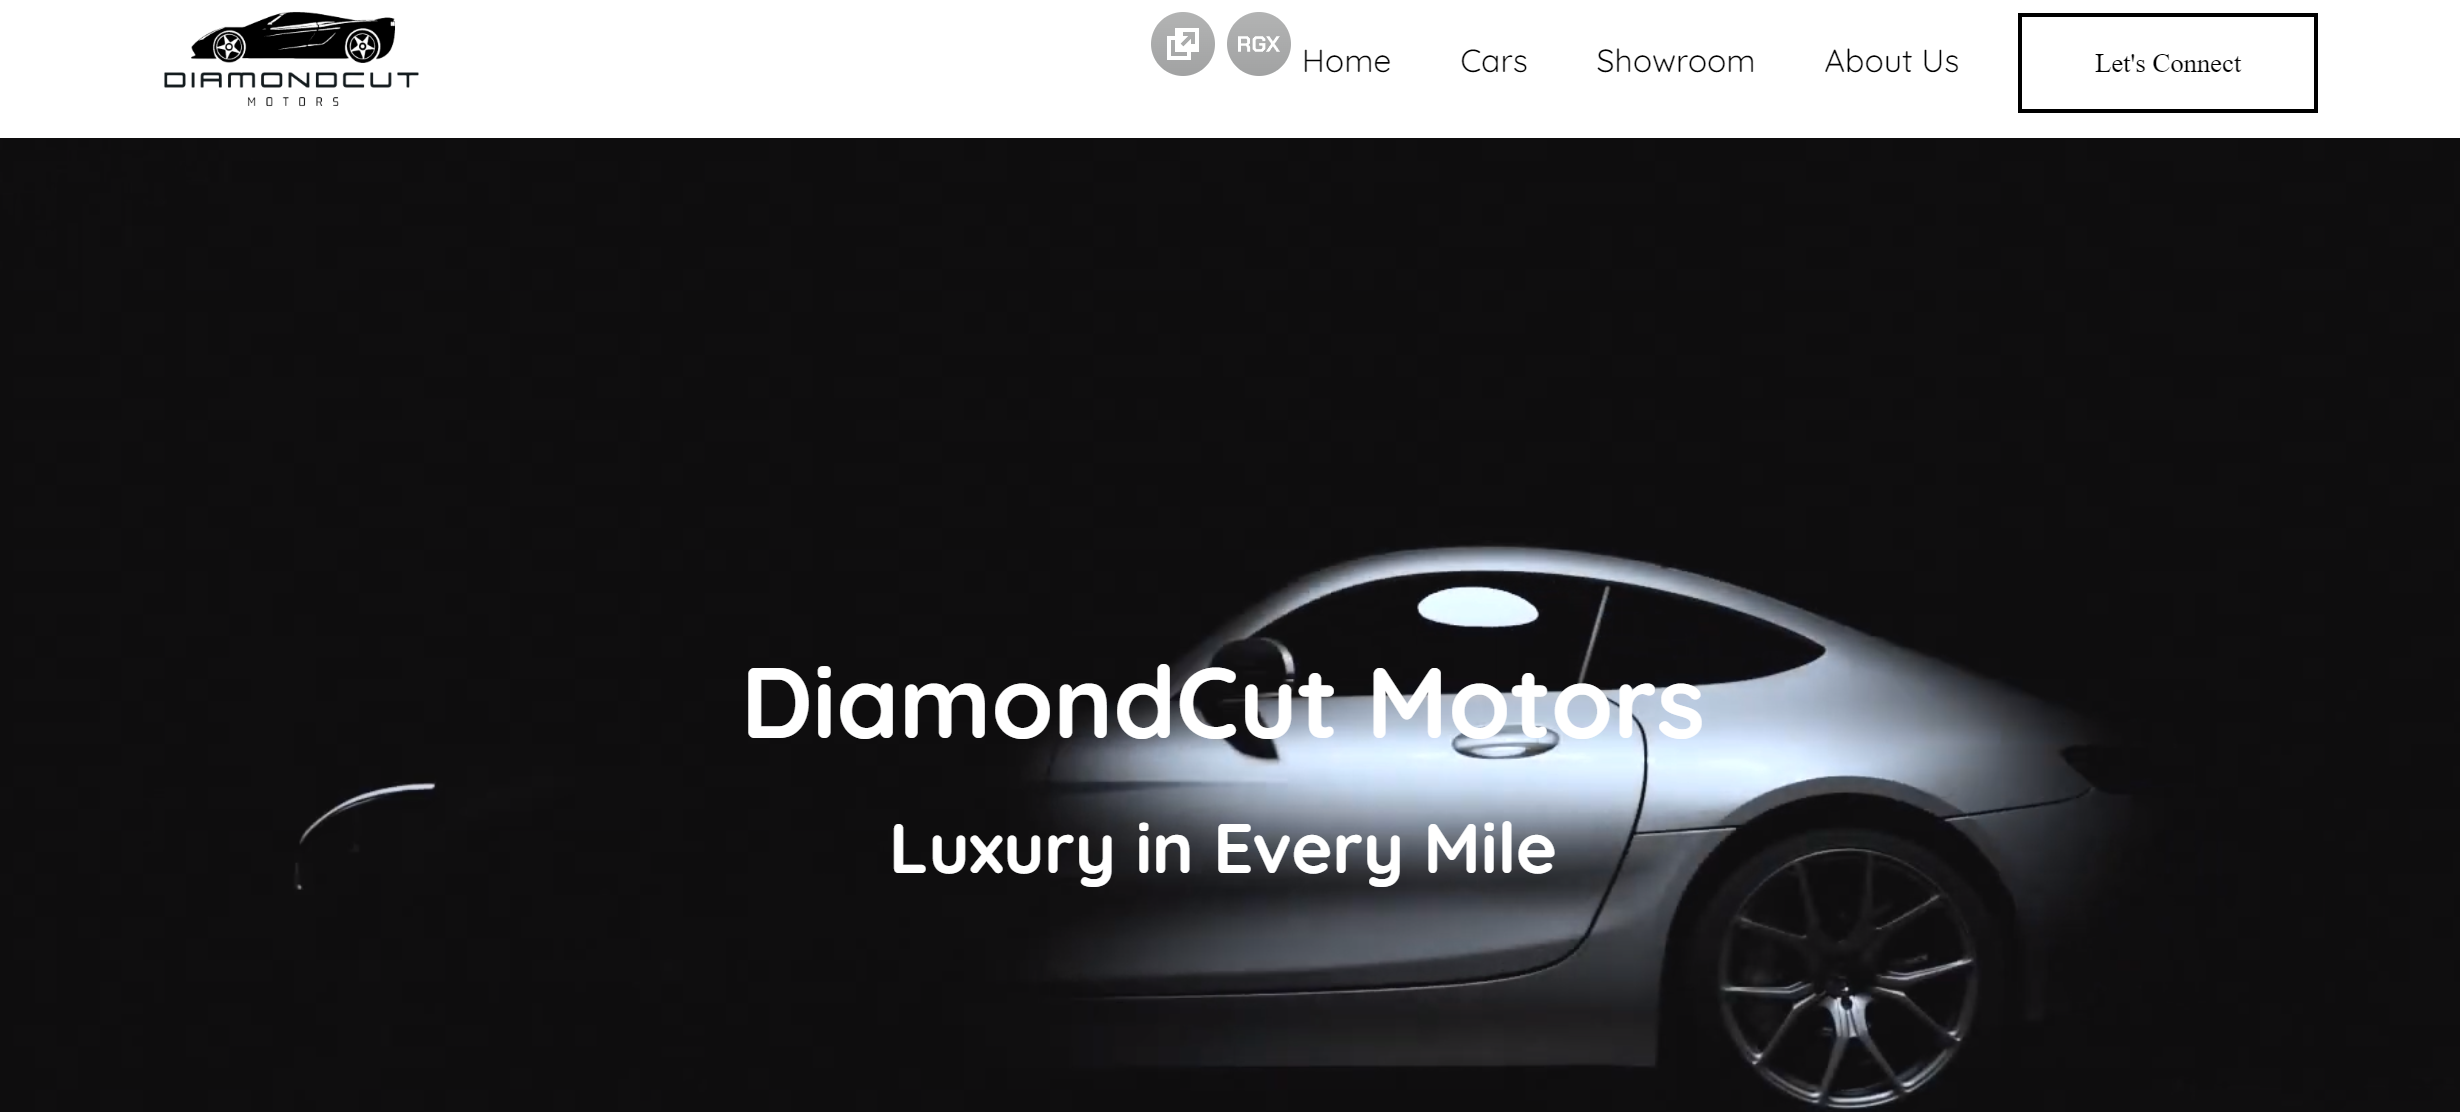 DIAMONDCUT
MOTORS
RGX
Home
Cars
Showroom
About Us
Let's Connect
DiamondCut Motors
Luxury in Every Mile